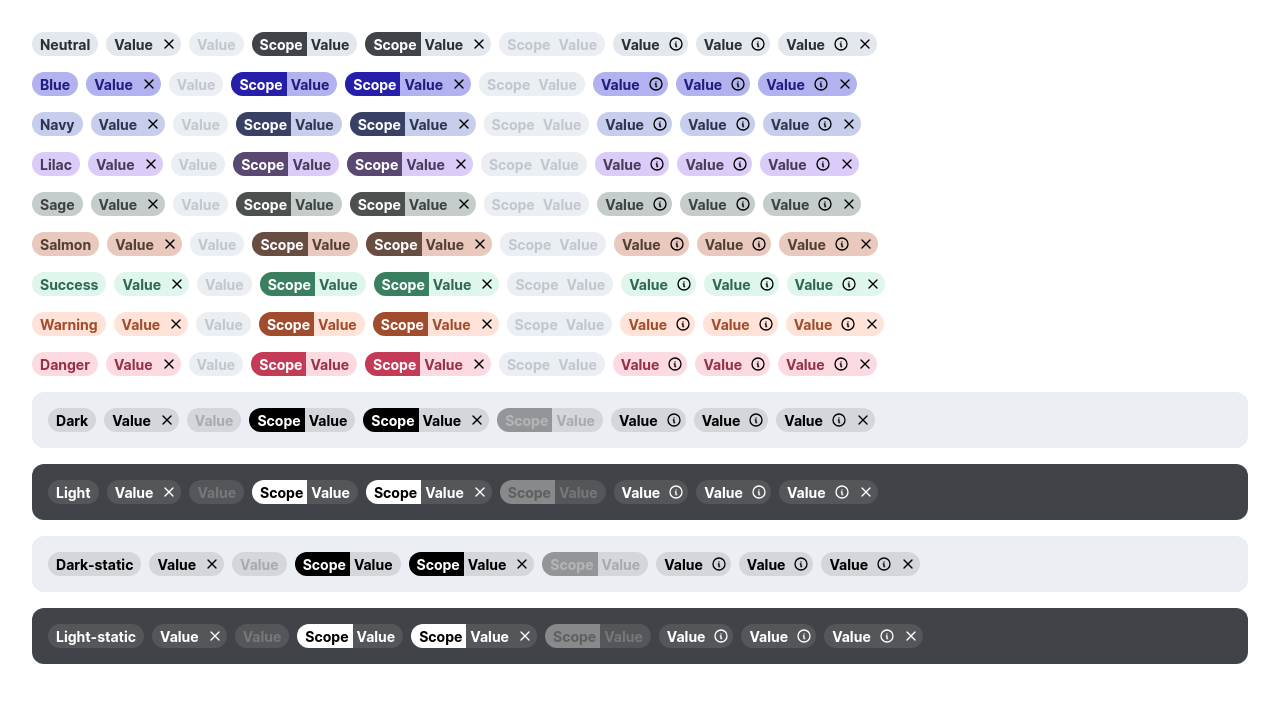 Neutral Value Value Scope Value Scope Value Scope Value Value Value Value
Blue Value Value Scope Value Scope Value Scope Value Value Value Value
Navy Value Value Scope Value Scope Value Scope Value Value Value Value
Lilac Value Value Scope Value Scope Value Scope Value Value Value Value
Sage Value Value Scope Value Scope Value Scope Value Value Value Value
Salmon Value Value Scope Value Scope Value Scope Value Value Value Value
Success Value Value Scope Value Scope Value Scope Value Value Value Value
Warning Value Value Scope Value Scope Value Scope Value Value Value Value
Danger Value Value Scope Value Scope Value Scope Value Value Value Value
Dark Value Value Scope Value Scope Value Scope Value Value Value Value
Light Value Value Scope Value Scope Value Scope Value Value Value Value
Dark-static Value Value Scope Value Scope Value Scope Value Value Value Value
Light-static Value Value Scope Value Scope Value Scope Value Value Value Value